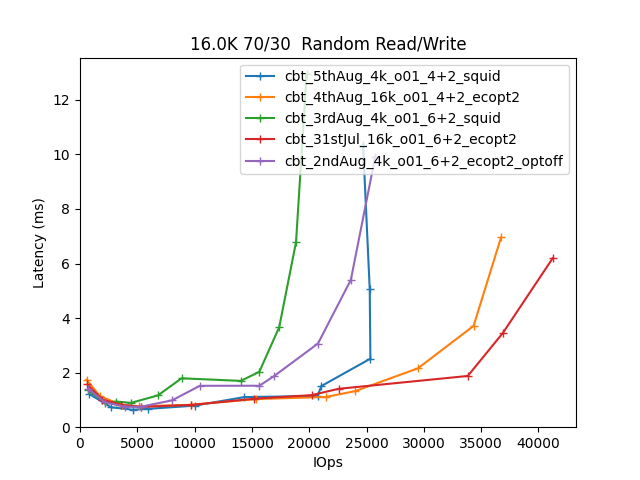 16.0K 70/30  Random Read/Write
cbt_5thAug_4k_o01_4+2_squid
cbt_4thAug_16k_o01_4+2_ecopt2
cbt_3rdAug_4k_o01_6+2_squid
cbt_31stJul_16k_o01_6+2_ecopt2
cbt_2ndAug_4k_o01_6+2_ecopt2_optoff
Latency (ms)
12
10
8
6
4
2
0
0 5000 10000 15000 20000 25000 30000 35000 40000
IOps